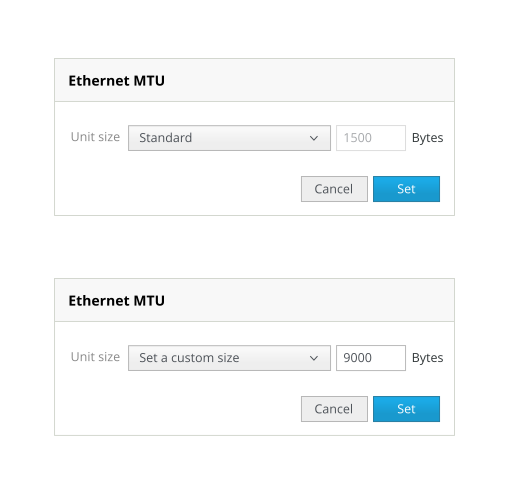 Ethernet MTU
Unit size Standard 1500 Bytes
Cancel Set
Ethernet MTU
Unit size Set a custom size 9000 Bytes
Cancel Set